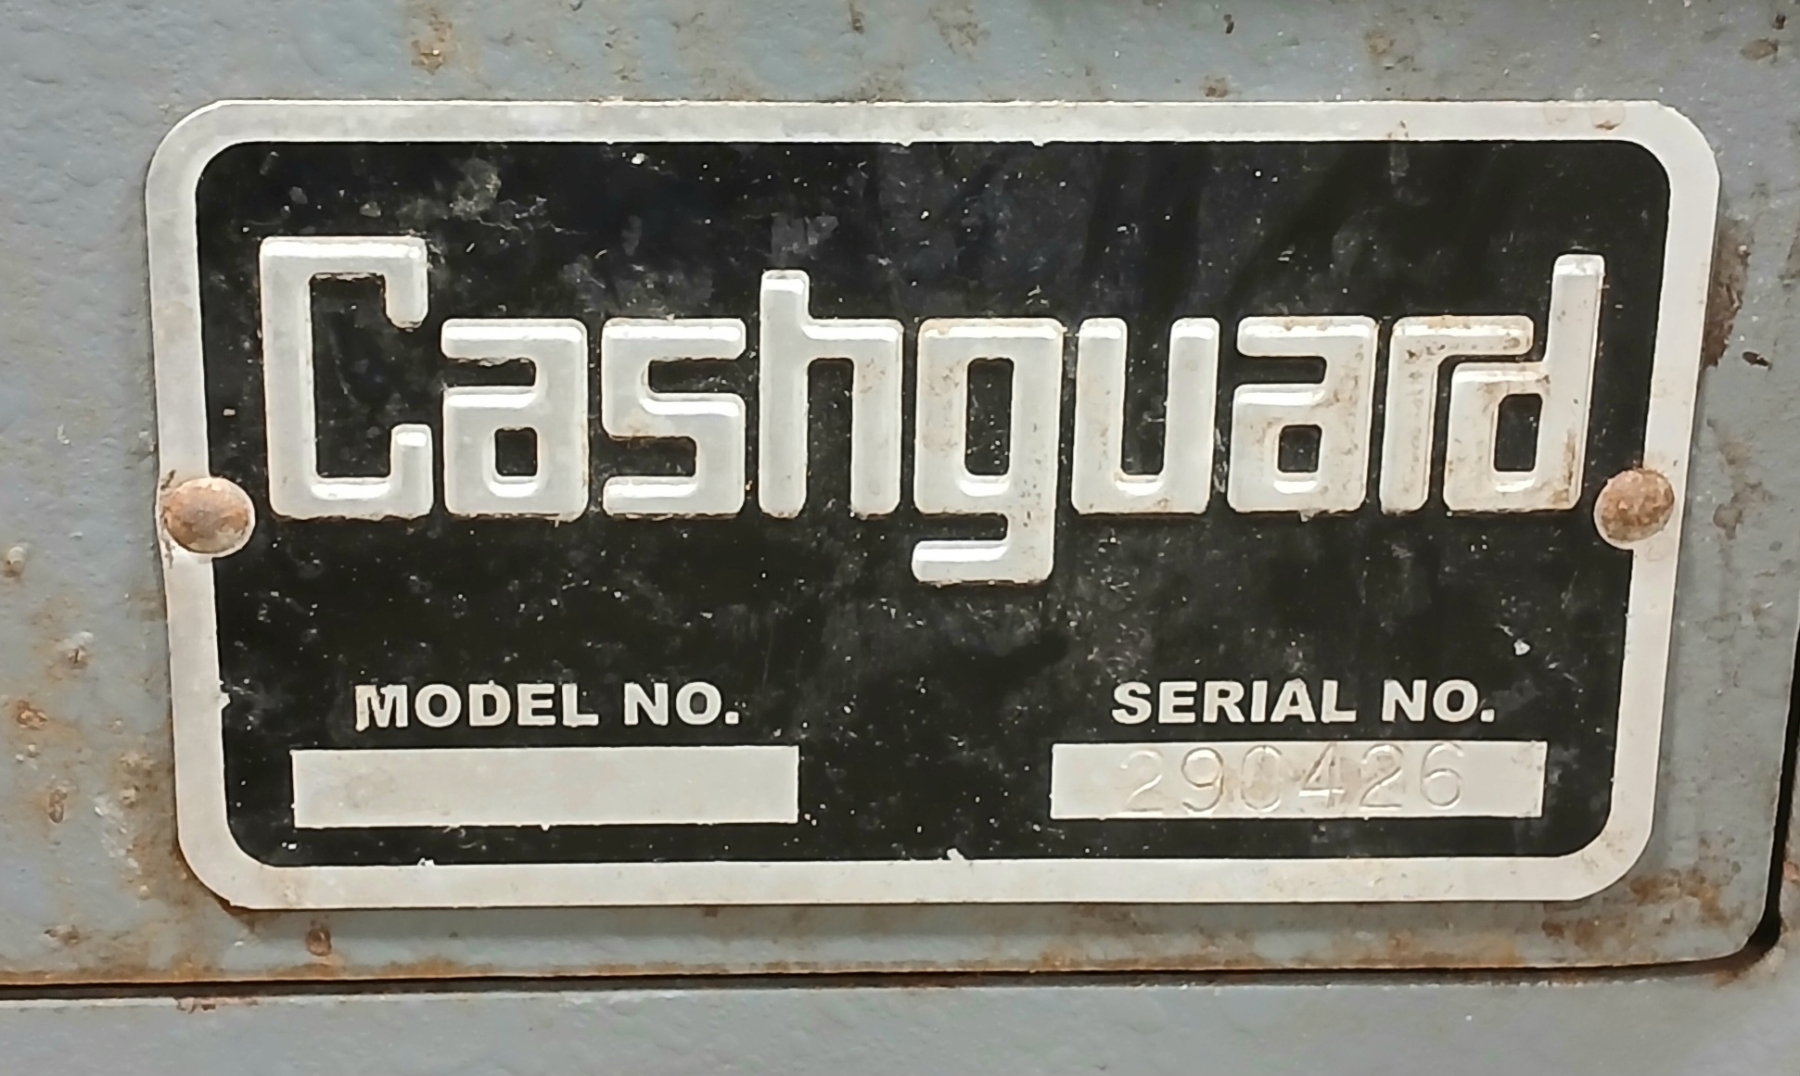 Cashguard
MODEL NO.
SERIAL NO.
290426